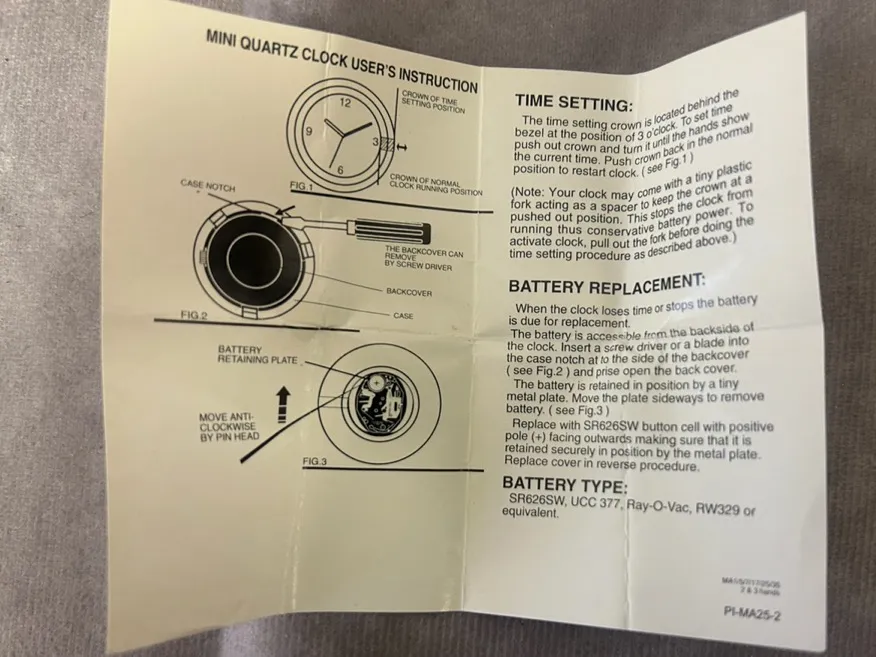 MINI QUARTZ CLOCK USER'S INSTRUCTION
CROWN OF TIME
SETTING POSITION
12
9
3
6
CROWN OF NORMAL
CLOCK RUNNING POSITION
FIG.1
CASE NOTCH
THE BACKCOVER CAN
REMOVE
BY SCREW DRIVER
BACKCOVER
CASE
FIG.2
BATTERY
RETAINING PLATE
MOVE ANTI-
CLOCKWISE
BY PIN HEAD
FIG.3
TIME SETTING:
The time setting crown is located behind the
bezel at the position of 3 o'clock. To set time
push out crown and turn it until the hands show
the current time. Push crown back in the normal
position to restart clock. ( see Fig.1 )
(Note: Your clock may come with a tiny plastic
fork acting as a spacer to keep the crown at a
pushed out position. This stops the clock from
running thus conservative battery power. To
activate clock, pull out the fork before doing the
time setting procedure as described above.)
BATTERY REPLACEMENT:
When the clock loses time or stops the battery
is due for replacement.
The battery is accessible from the backside of
the clock. Insert a screw driver or a blade into
the case notch at to the side of the backcover
( see Fig.2 ) and prise open the back cover.
The battery is retained in position by a tiny
metal plate. Move the plate sideways to remove
battery. ( see Fig.3 )
Replace with SR626SW button cell with positive
pole (+) facing outwards making sure that it is
retained securely in position by the metal plate.
Replace cover in reverse procedure.
BATTERY TYPE:
SR626SW, UCC 377, Ray-O-Vac, RW329 or
equivalent.
2 & 3 hands
PI-MA25-2